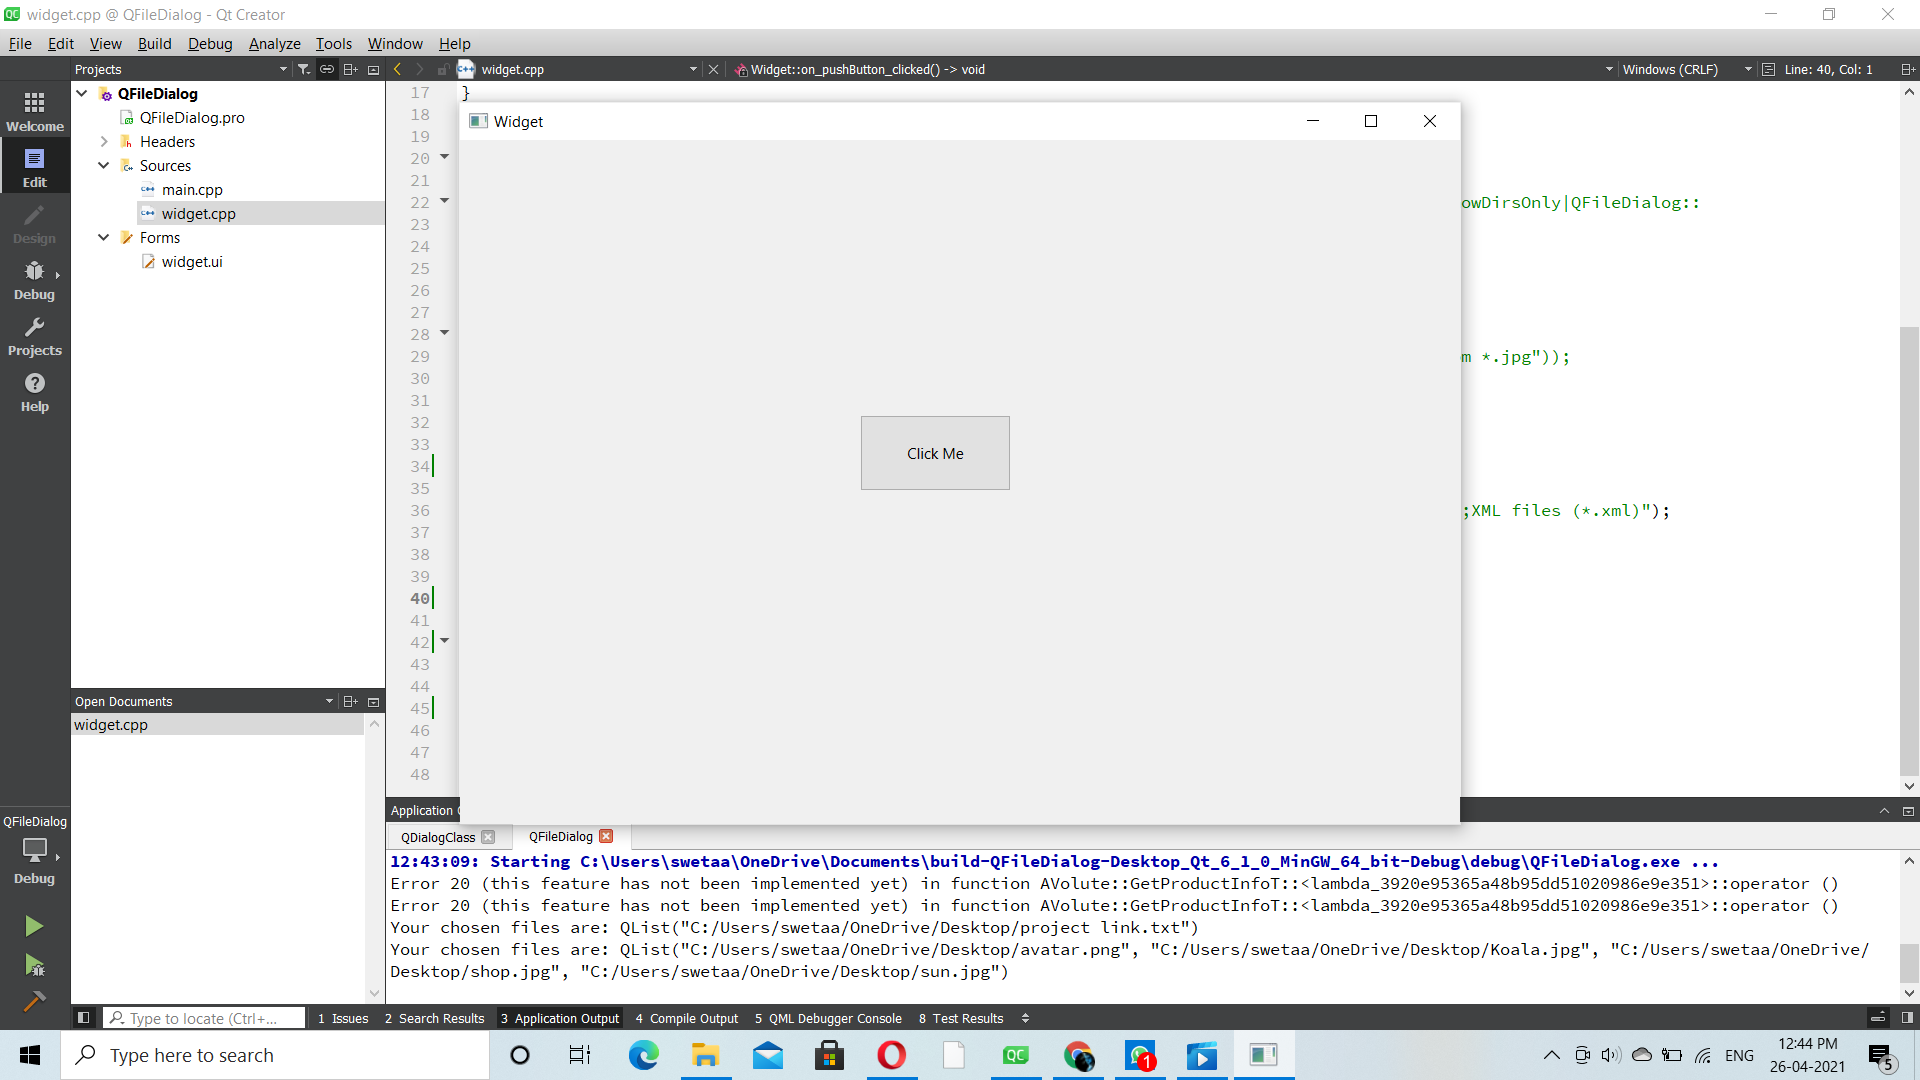 widget.cpp @ QFileDialog - Qt Creator
File Edit View Build Debug Analyze Tools Window Help
Projects
widget.cpp
Widget::on_pushButton_clicked() -> void
Windows (CRLF)
Line: 40, Col: 1
Welcome
Edit
Design
Debug
Projects
Help
QFileDialog
QFileDialog.pro
Headers
Sources
main.cpp
widget.cpp
Forms
widget.ui
17 }
18
19
20
21
22 owDirsOnly|QFileDialog::
23
24
25
26
27
28
29 m *.jpg"));
30
31
32
33
34
35
36 ;XML files (*.xml)");
37
38
39
40
41
42
43
44
45
46
47
48
Widget
Click Me
Open Documents
widget.cpp
QFileDialog
Debug
Application
QDialogClass
QFileDialog
12:43:09: Starting C:\Users\swetaa\OneDrive\Documents\build-QFileDialog-Desktop_Qt_6_1_0_MinGW_64_bit-Debug\debug\QFileDialog.exe ...
Error 20 (this feature has not been implemented yet) in function AVolute::GetProductInfoT::<lambda_3920e95365a48b95dd51020986e9e351>::operator ()
Error 20 (this feature has not been implemented yet) in function AVolute::GetProductInfoT::<lambda_3920e95365a48b95dd51020986e9e351>::operator ()
Your chosen files are: QList("C:/Users/swetaa/OneDrive/Desktop/project link.txt")
Your chosen files are: QList("C:/Users/swetaa/OneDrive/Desktop/avatar.png", "C:/Users/swetaa/OneDrive/Desktop/Koala.jpg", "C:/Users/swetaa/OneDrive/
Desktop/shop.jpg", "C:/Users/swetaa/OneDrive/Desktop/sun.jpg")
Type to locate (Ctrl+...
1 Issues 2 Search Results 3 Application Output 4 Compile Output 5 QML Debugger Console 8 Test Results
Type here to search
QC
1
ENG
12:44 PM
26-04-2021
5